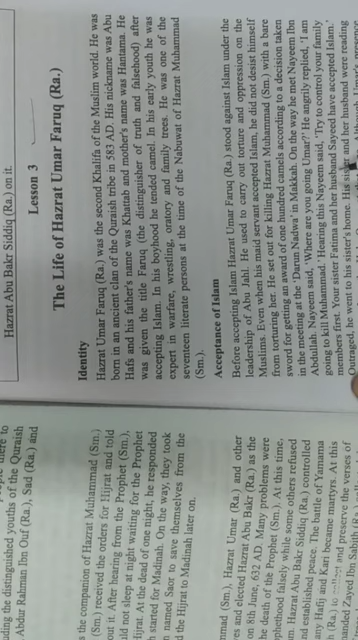 ding the distinguished youths of the Quraish
Abdur Rahman Ibn Ouf (Ra.), Sad (Ra.) and
the companion of Hazrat Muhammad (Sm.)
(Sm.) received the orders for Hijrat and told
out it. After hearing from the Prophet (Sm.),
did not sleep at night waiting for the Prophet
Hijrat. At the dead of one night, he responded
started for Madinah. On the way, they took
named Saor to save themselves from the
the Hijrat to Madinah later on.
(Sm.), Hazrat Umar (Ra.) and other
and elected Hazrat Abu Bakr (Ra.) as the
on 8th June, 632 AD. Many problems were
the death of the Prophet (Sm.). At this time,
falsely while some others refused
Hazrat Abu Bakr Siddiq (Ra.) controlled
established peace. The battle of Yamama
Hafij and Kari became martyrs. At this
(Ra.) to and preserve the verses of
Zayed Ibn Sabith
Hazrat Abu Bakr Siddiq (Ra.) on it.
Lesson 3
The Life of Hazrat Umar Faruq (Ra.)
Identity
Hazrat Umar Faruq (Ra.) was the second Khalifa of the Muslim world. He was
born in an ancient clan of the Quraish tribe in 583 AD. His nickname was Abu
Hafs and his father's name was Khattab and mother's name was Hantama. He
was given the title Faruq (the distinguisher of truth and falsehood) after
accepting Islam. In his boyhood he tended camel. In his early youth he was
expert in warfare, wrestling, oratory and family trees. He was one of the
seventeen literate persons at the time of the Nabuwat of Hazrat Muhammad
(Sm.).
Acceptance of Islam
Before accepting Islam Hazrat Umar Faruq (Ra.) stood against Islam under the
leadership of Abu Jahl. He used to carry out torture and oppression on the
Muslims. Even when his maid servant accepted Islam, he did not desist himself
from torturing her. He set out for killing Hazrat Muhammad (Sm.) with a bare
sword for getting an award of one hundred camels according to a decision taken
in the meeting at the 'Darun Nadwa' in Makkah. On the way he met Nayeem Ibn
Abdullah. Nayeem said, 'Where are you going Umar?' He angrily replied, 'I am
going to kill Muhammad.' Hearing this Nayeem said, 'Try to control your family
members first. Your sister Fatima and her husband Sayeed have accepted Islam.'
Outraged, he went to his sister's home. His sister and her husband were reading